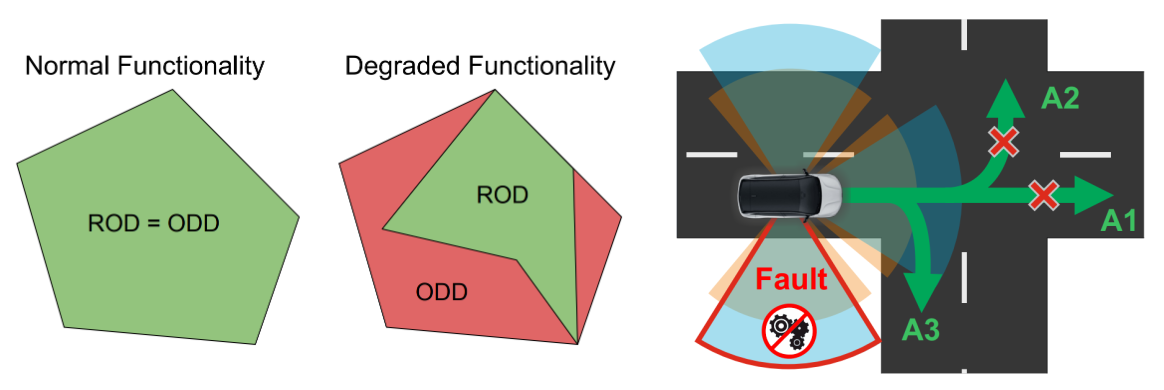 Normal Functionality
ROD = ODD
Degraded Functionality
ROD
ODD
A2
A1
A3
Fault